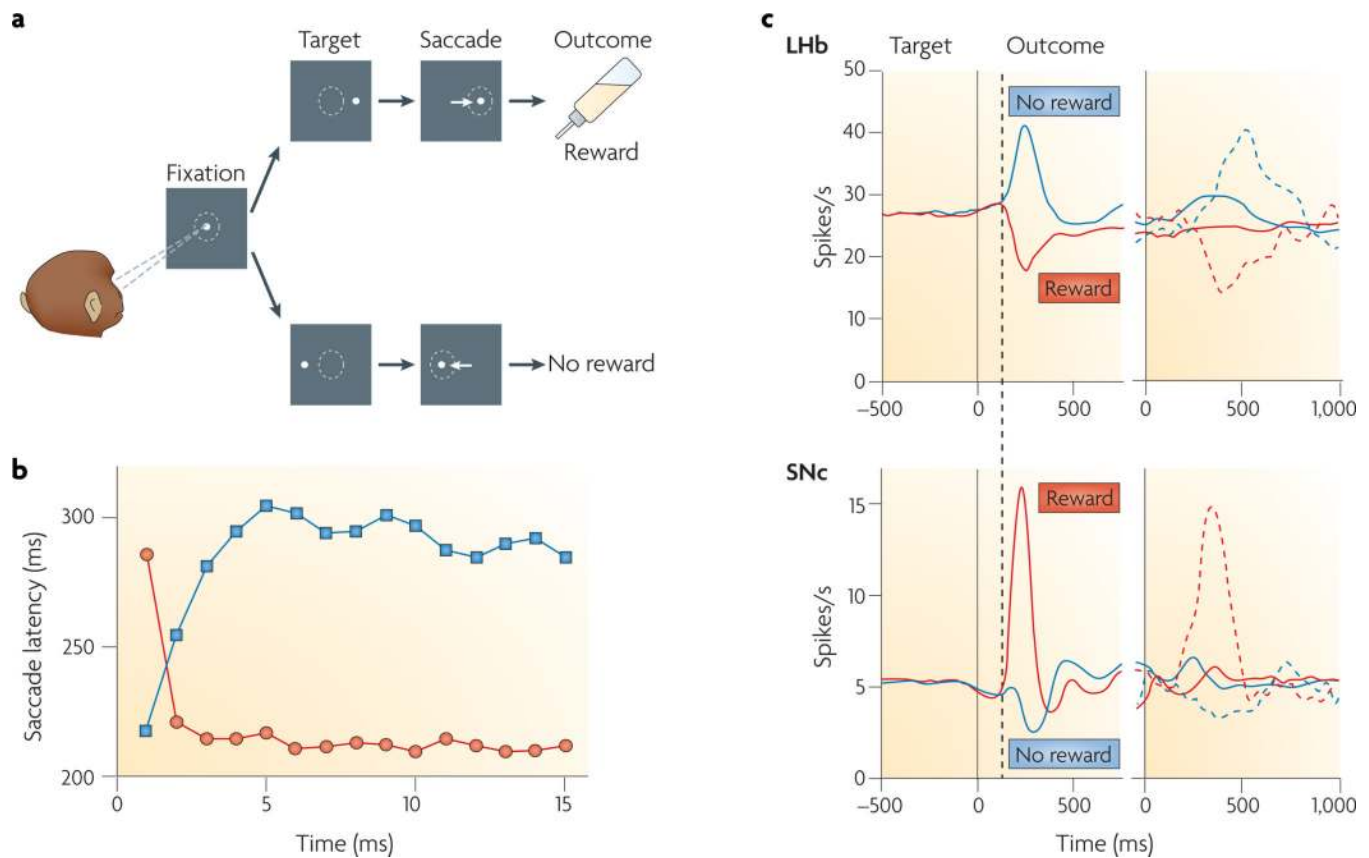 a
Target
Saccade
Outcome
Fixation
Reward
No reward
b
Saccade latency (ms)
300
250
200
0
5
10
15
Time (ms)
c
LHb
Target
Outcome
Spikes/s
50
40
30
20
10
0
No reward
Reward
–500
0
500
0
500
1,000
SNc
Spikes/s
15
10
5
0
Reward
No reward
–500
0
500
0
500
1,000
Time (ms)